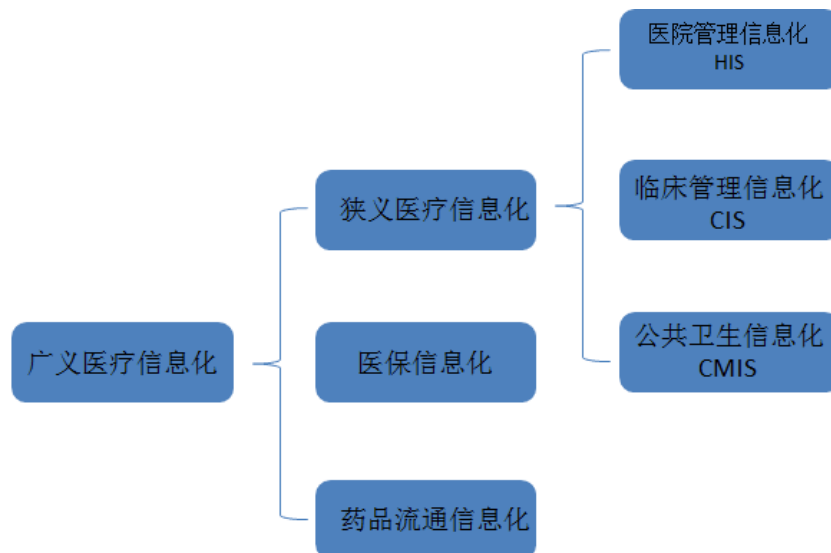 广义医疗信息化
狭义医疗信息化
医保信息化
药品流通信息化
医院管理信息化
HIS
临床管理信息化
CIS
公共卫生信息化
CMIS